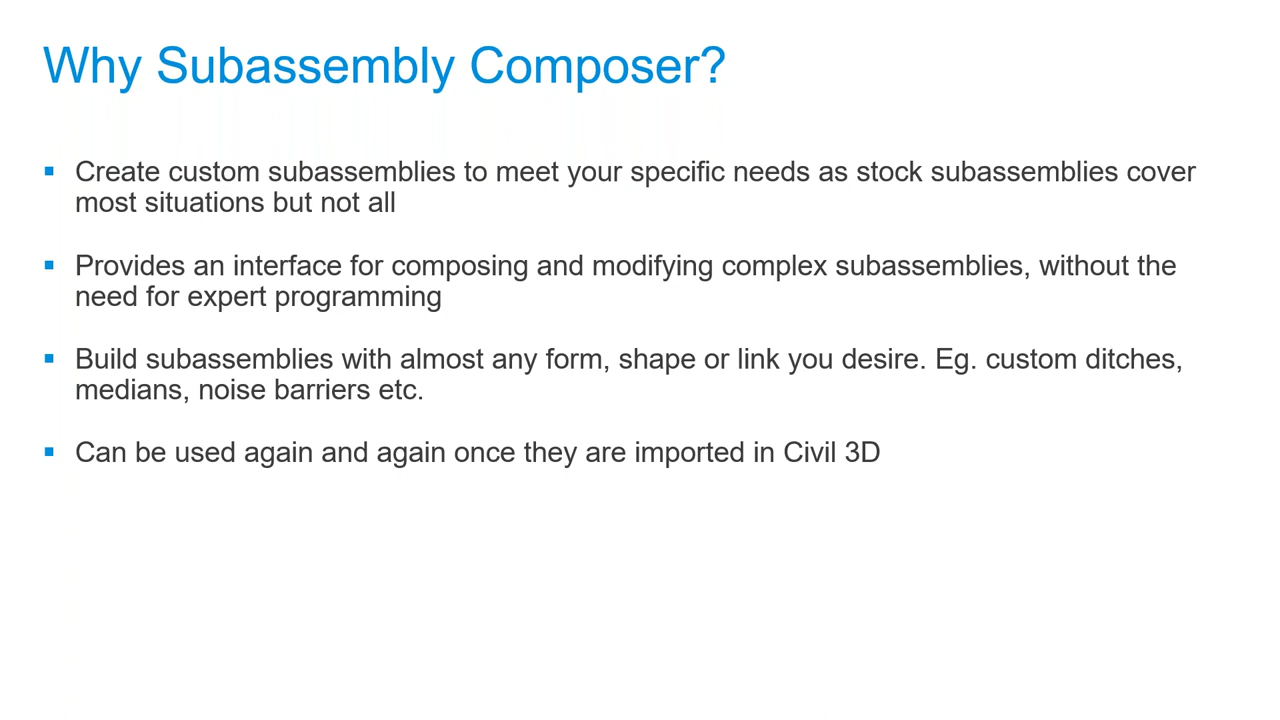 Why Subassembly Composer?
Create custom subassemblies to meet your specific needs as stock subassemblies cover
most situations but not all
Provides an interface for composing and modifying complex subassemblies, without the
need for expert programming
Build subassemblies with almost any form, shape or link you desire. Eg. custom ditches,
medians, noise barriers etc.
Can be used again and again once they are imported in Civil 3D